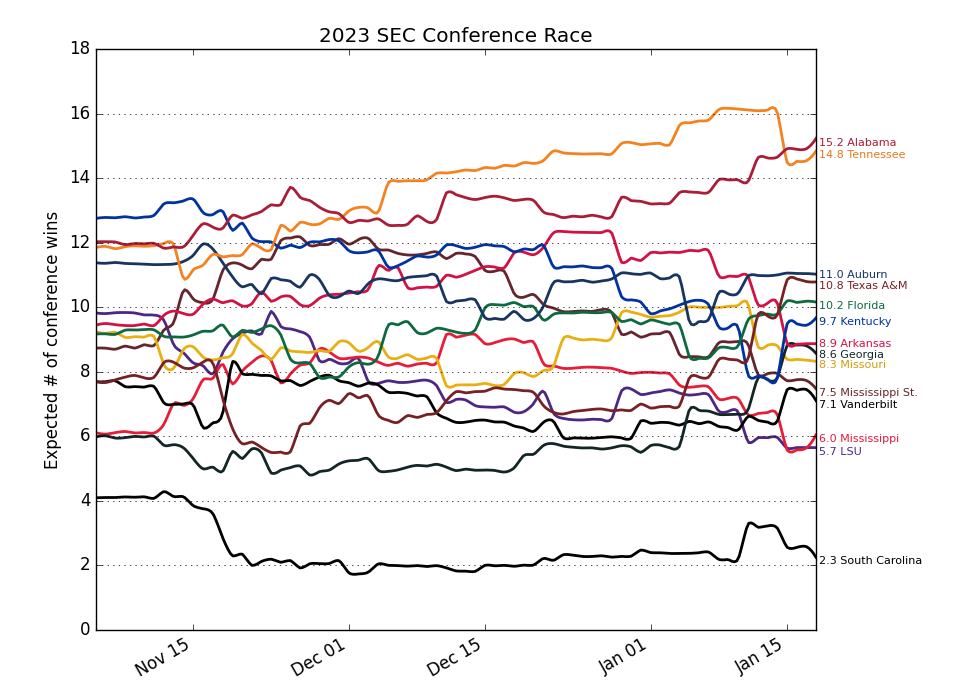 2023 SEC Conference Race
Expected # of conference wins
18
16
14
12
10
8
6
4
2
0
15.2 Alabama
14.8 Tennessee
11.0 Auburn
10.8 Texas A&M
10.2 Florida
9.7 Kentucky
8.9 Arkansas
8.6 Georgia
8.3 Missouri
7.5 Mississippi St.
7.1 Vanderbilt
6.0 Mississippi
5.7 LSU
2.3 South Carolina
Nov 15
Dec 01
Dec 15
Jan 01
Jan 15